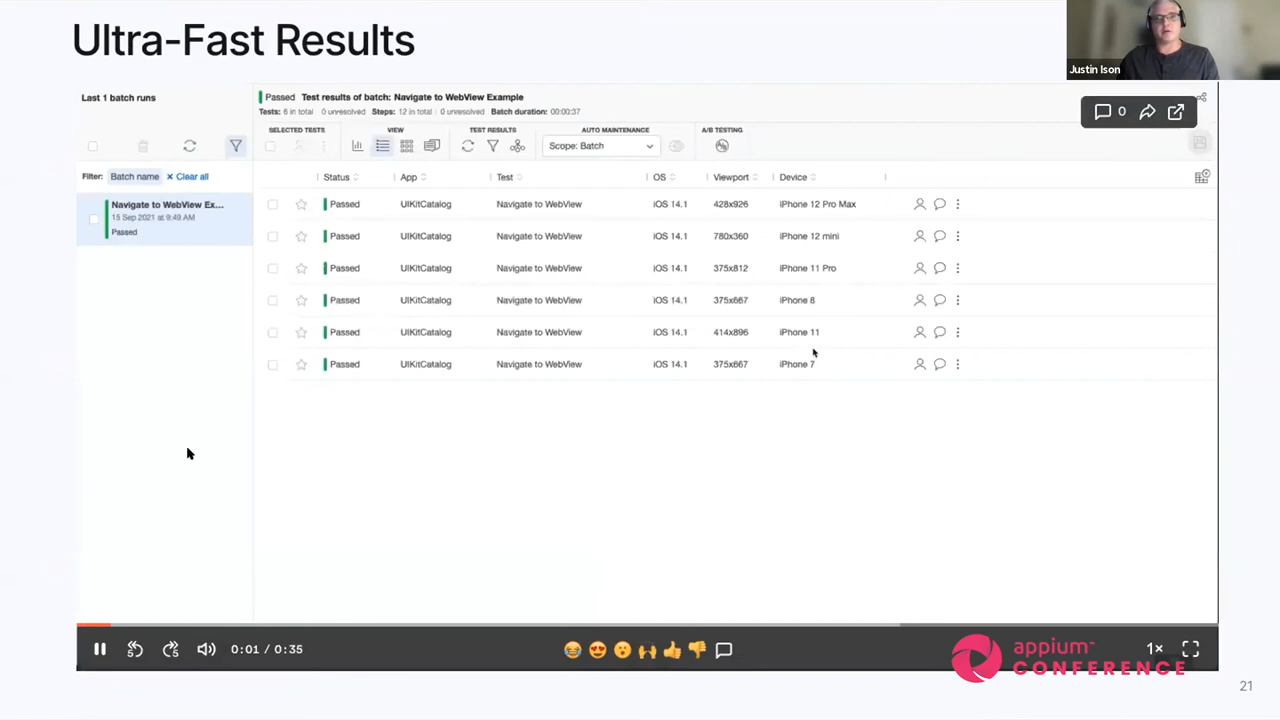 Ultra-Fast Results
Justin Ison
Last 1 batch runs
Passed Test results of batch: Navigate to WebView Example
Tests: 6 in total 0 unresolved Steps: 12 in total 0 unresolved Batch duration: 00:00:37
0
SELECTED TESTS VIEW TEST RESULTS AUTO MAINTENANCE A/B TESTING
Scope: Batch
Filter: Batch name × Clear all
Status App Test OS Viewport Device
Navigate to WebView Ex...
15 Sep 2021 at 9:49 AM
Passed
Passed UIKitCatalog Navigate to WebView iOS 14.1 428x926 iPhone 12 Pro Max
Passed UIKitCatalog Navigate to WebView iOS 14.1 780x360 iPhone 12 mini
Passed UIKitCatalog Navigate to WebView iOS 14.1 375x812 iPhone 11 Pro
Passed UIKitCatalog Navigate to WebView iOS 14.1 375x667 iPhone 8
Passed UIKitCatalog Navigate to WebView iOS 14.1 414x896 iPhone 11
Passed UIKitCatalog Navigate to WebView iOS 14.1 375x667 iPhone 7
5 5 0:01 / 0:35
1×
appium™
CONFERENCE
21